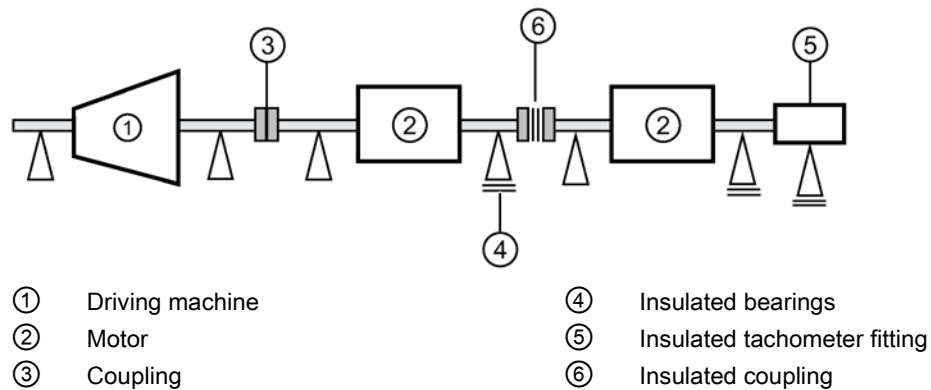 ⑥
③ ⑤
① ② ②
④
① Driving machine ④ Insulated bearings
② Motor ⑤ Insulated tachometer fitting
③ Coupling ⑥ Insulated coupling